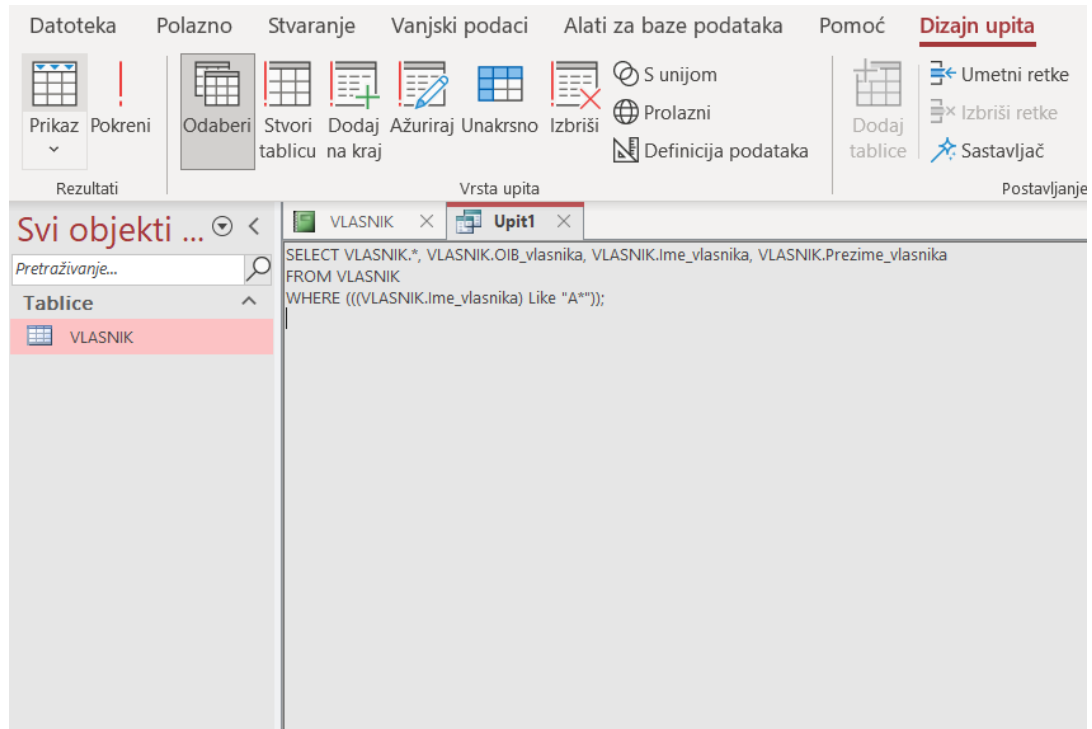 Datoteka Polazno Stvaranje Vanjski podaci Alati za baze podataka Pomoć Dizajn upita
Prikaz Pokreni Odaberi Stvori tablicu Dodaj na kraj Ažuriraj Unakrsno Izbriši
S unijom
Prolazni
Definicija podataka
Dodaj tablice
Umetni retke
Izbriši retke
Sastavljač
Rezultati Vrsta upita Postavljanje
Svi objekti ...
Pretraživanje...
Tablice
VLASNIK
VLASNIK Upit1
SELECT VLASNIK.*, VLASNIK.OIB_vlasnika, VLASNIK.Ime_vlasnika, VLASNIK.Prezime_vlasnika
FROM VLASNIK
WHERE (((VLASNIK.Ime_vlasnika) Like "A*"));